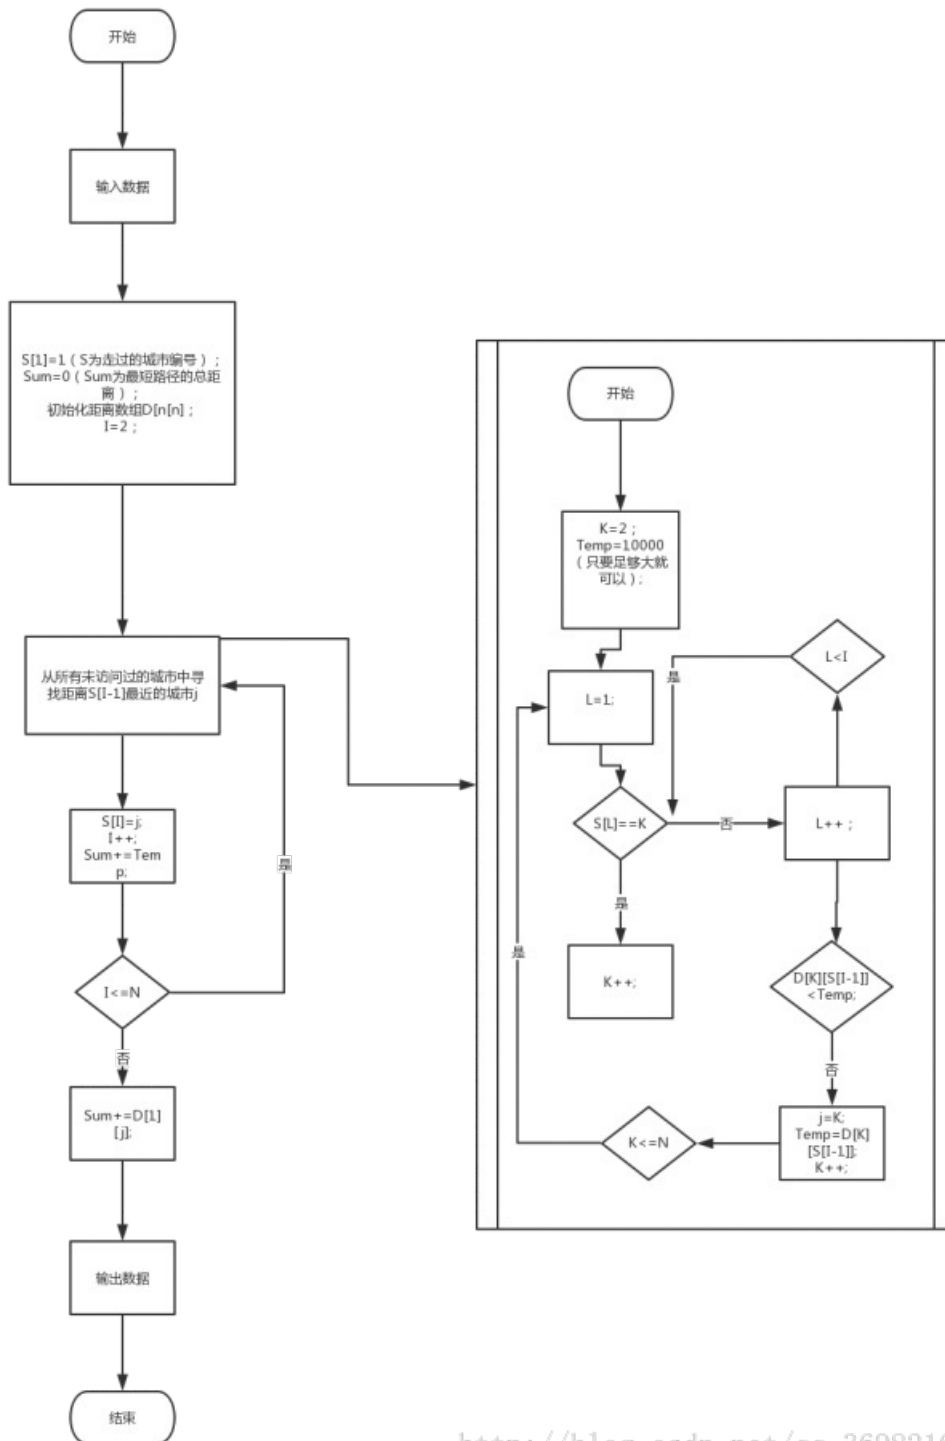 开始
输入数据
S[1]=1（S为走过的城市编号）；
Sum=0（Sum为最短路径的总距
离）；
初始化距离数组D[n[n]；
I=2；
从所有未访问过的城市中寻
找距离S[I-1]最近的城市j
S[I]=j;
I++;
Sum+=Tem
p;
是
I<=N
否
Sum+=D[1]
[j];
输出数据
结束
开始
K=2；
Temp=10000
（只要足够大就
可以）;
L=1;
L<I
是
S[L]==K
否
L++；
是
K++;
是
D[K][S[I-1]]
<Temp;
否
j=K;
Temp=D[K]
[S[I-1]];
K++;
K<=N